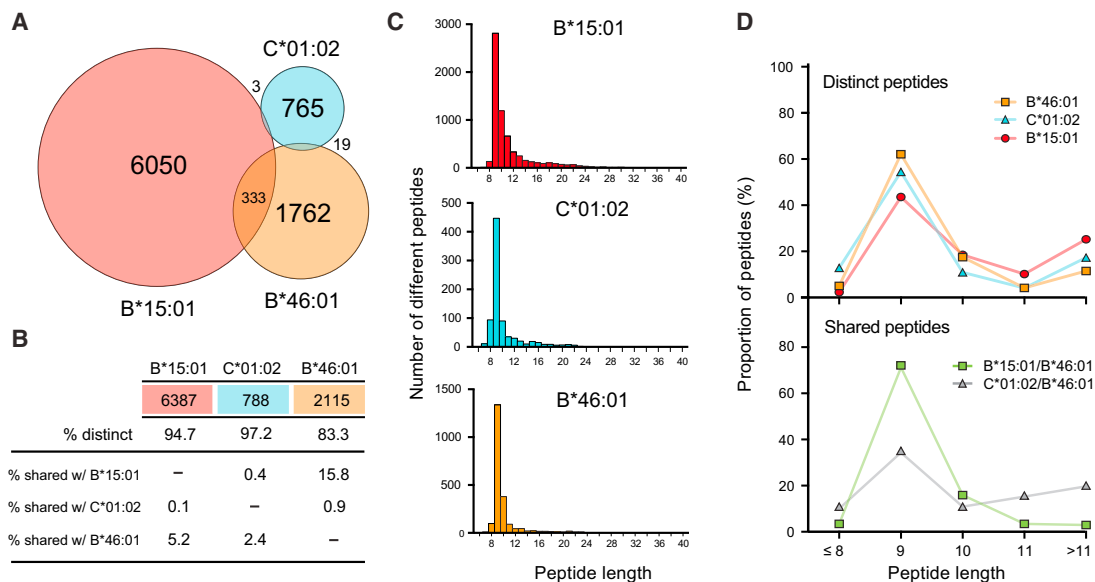 A
C*01:02
3
765
6050
19
333
1762
B*15:01
B*46:01
B
B*15:01 C*01:02 B*46:01
6387 788 2115
% distinct 94.7 97.2 83.3
% shared w/ B*15:01 – 0.4 15.8
% shared w/ C*01:02 0.1 – 0.9
% shared w/ B*46:01 5.2 2.4 –
C
Number of different peptides
B*15:01
3000
2000
1000
0
8 12 16 20 24 28 32 36 40
C*01:02
500
400
300
200
100
0
8 12 16 20 24 28 32 36 40
B*46:01
1500
1000
500
0
8 12 16 20 24 28 32 36 40
Peptide length
D
Proportion of peptides (%)
Distinct peptides
B*46:01
C*01:02
B*15:01
100
80
60
40
20
0
Shared peptides
B*15:01/B*46:01
C*01:02/B*46:01
80
60
40
20
0
≤ 8 9 10 11 >11
Peptide length